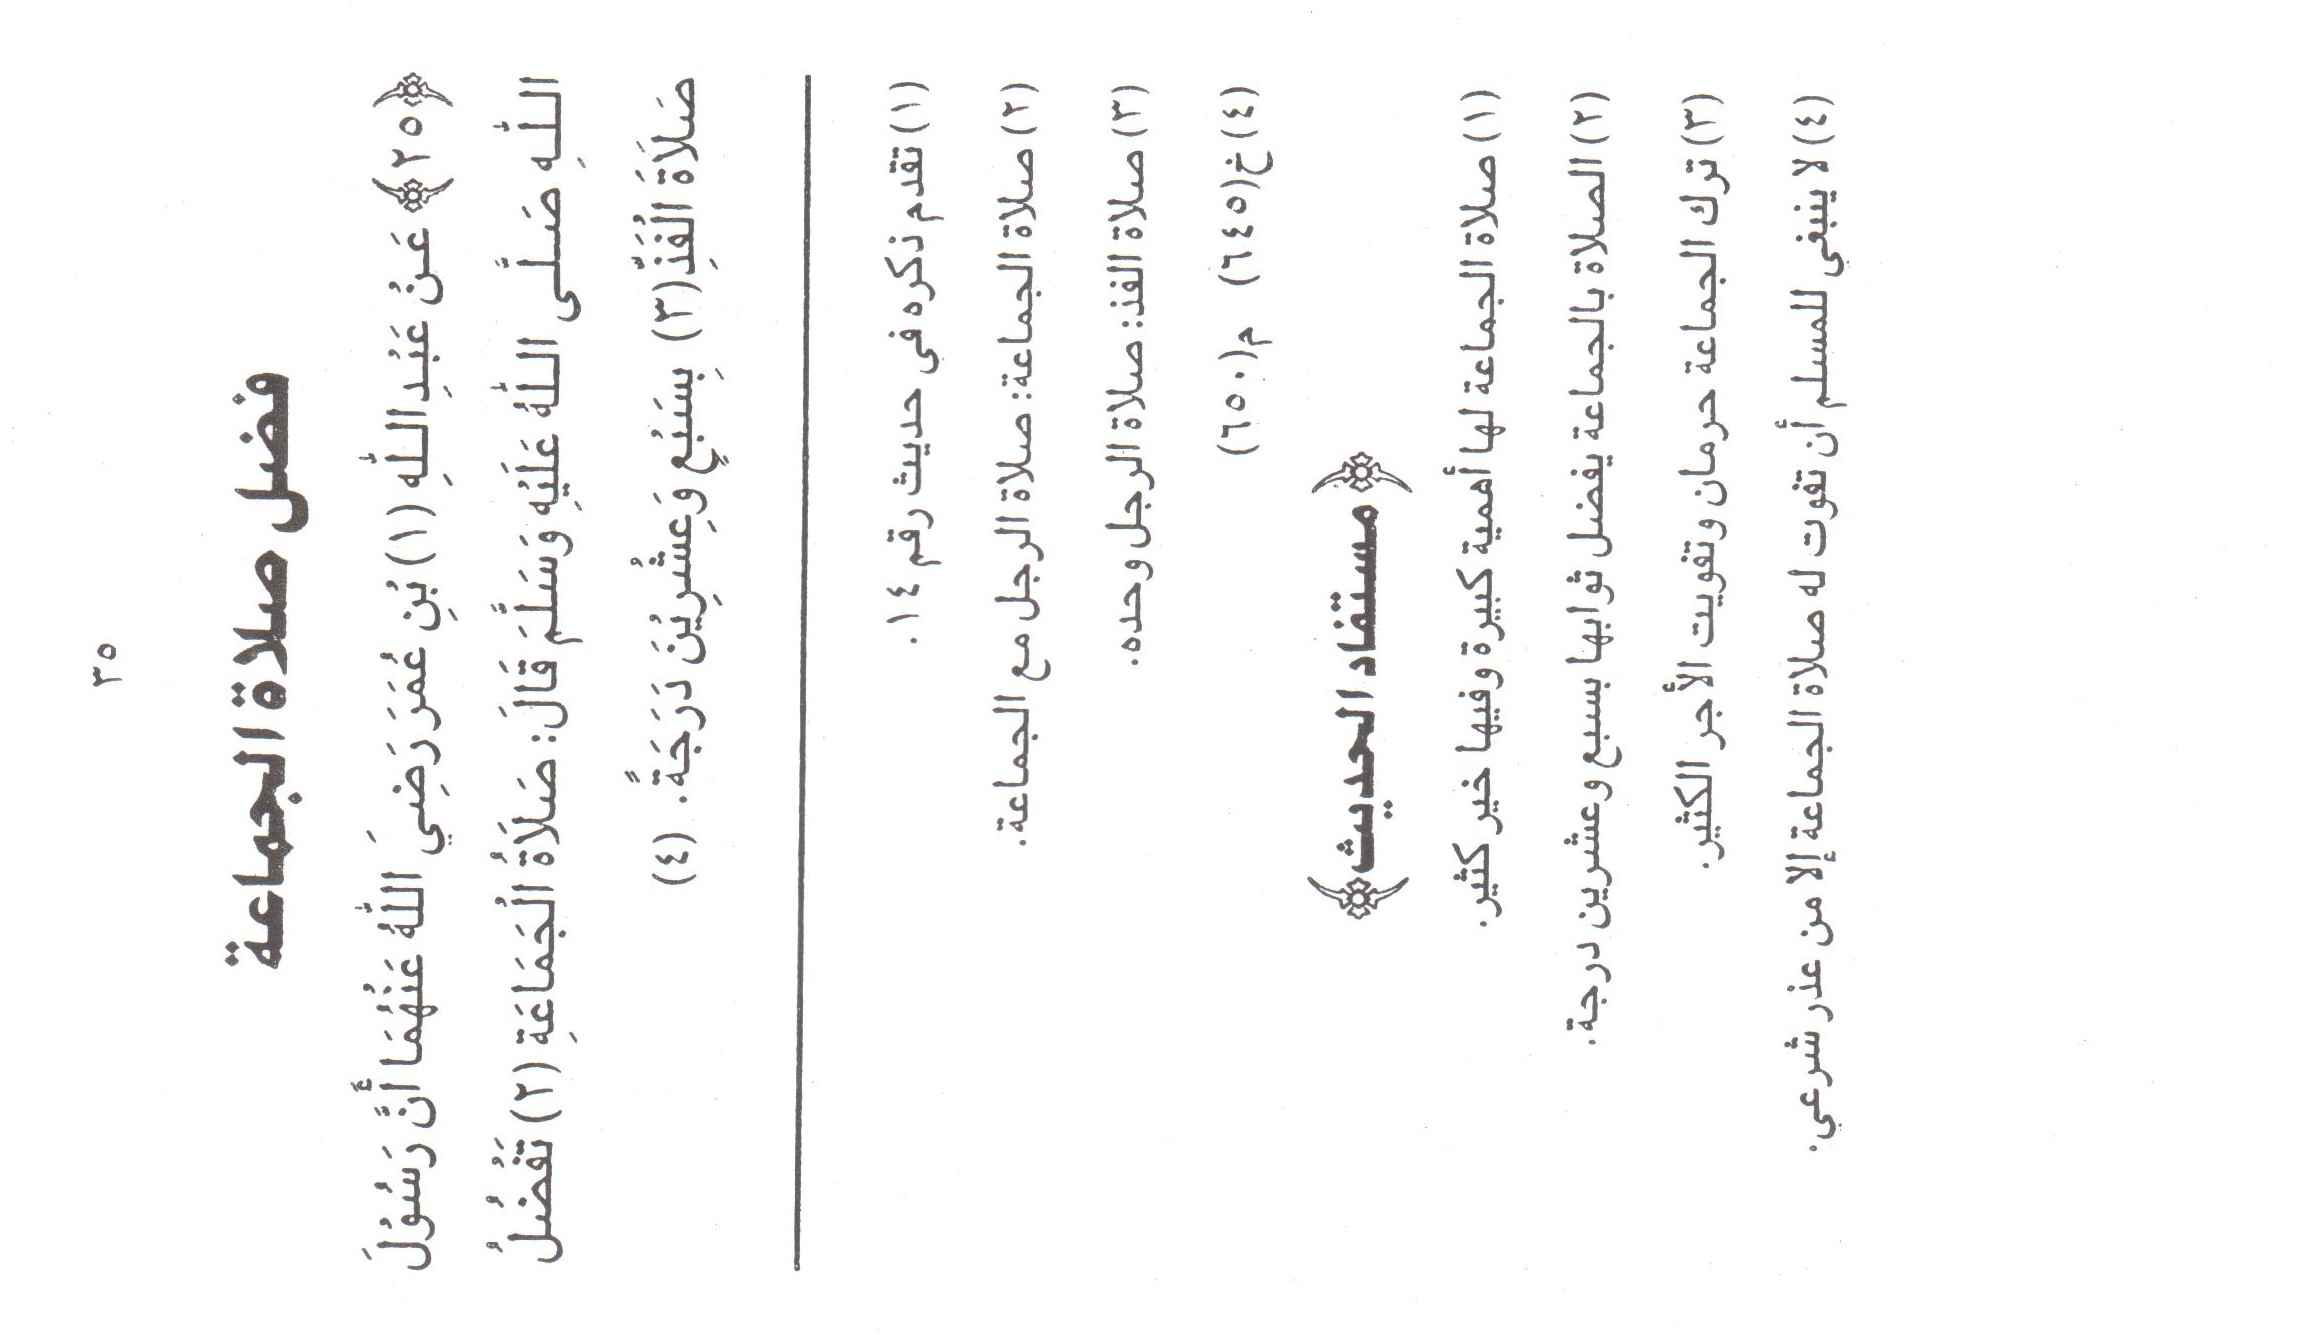 ٣٥
فضل صلاة الجماعة
﴿٢٥﴾ عَنْ عَبْدِاللّٰهِ (١) بْنِ عُمَرَ رَضِيَ اللّٰهُ عَنْهُمَا أَنَّ رَسُوْلَ
اللّٰهِ صَلَّى اللّٰهُ عَلَيْهِ وَسَلَّمَ قَالَ: صَلَاةُ الْجَمَاعَةِ (٢) تَفْضُلُ
صَلَاةَ الْفَذِّ(٣) بِسَبْعٍ وَعِشْرِيْنَ دَرَجَةً. (٤)
(١) تقدم ذكره فى حديث رقم ١٤.
(٢) صلاة الجماعة: صلاة الرجل مع الجماعة.
(٣) صلاة الفذ: صلاة الرجل وحده.
(٤) خ(٦٤٥) م(٦٥٠)
﴿مستفاد الحديث﴾
(١) صلاة الجماعة لها أهمية كبيرة وفيها خير كثير.
(٢) الصلاة بالجماعة يفضل ثوابها بسبع وعشرين درجة.
(٣) ترك الجماعة حرمان وتفويت الأجر الكثير.
(٤) لا ينبغي للمسلم أن تفوت له صلاة الجماعة إلا من عذر شرعي.